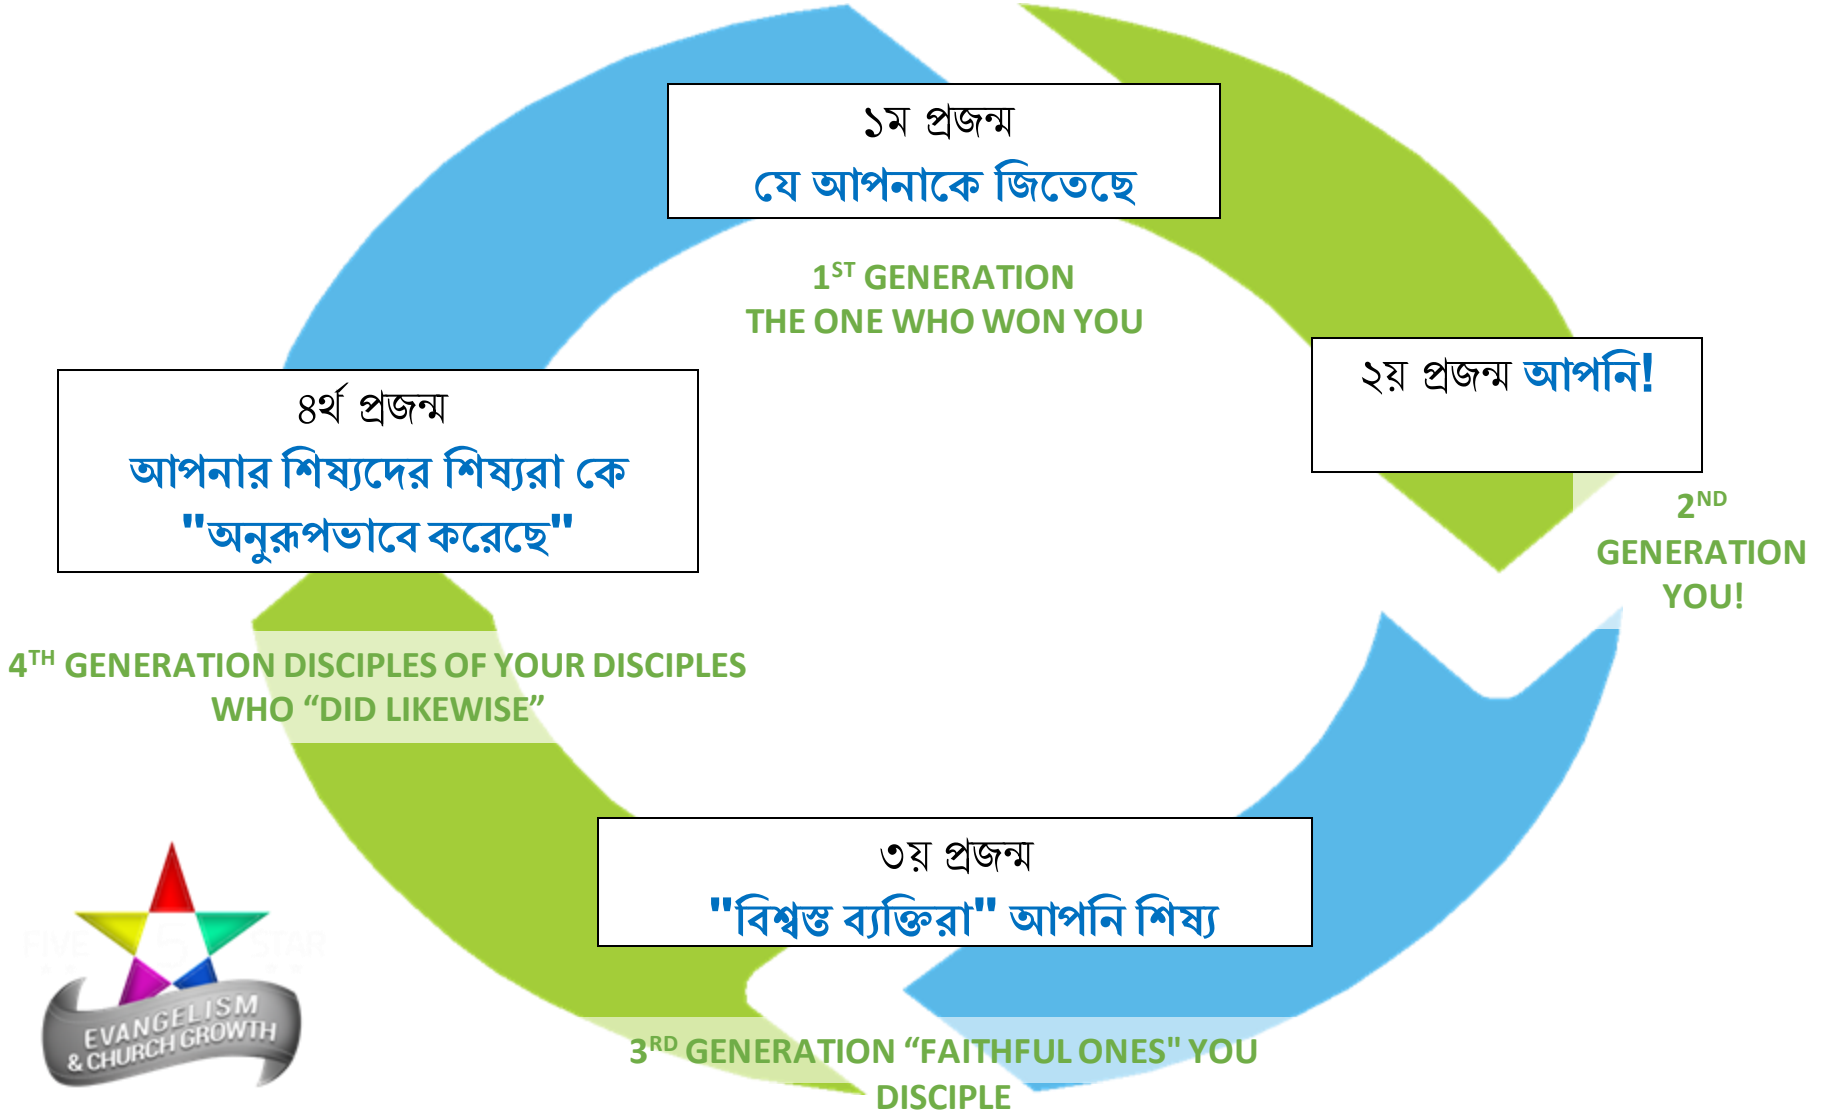 ১ম প্রজন্ম
যে আপনাকে জিতেছে
1ST GENERATION
THE ONE WHO WON YOU
২য় প্রজন্ম আপনি!
2ND
GENERATION
YOU!
৪র্থ প্রজন্ম
আপনার শিষ্যদের শিষ্যরা কে
"অনুরূপভাবে করেছে"
4TH GENERATION DISCIPLES OF YOUR DISCIPLES
WHO “DID LIKEWISE”
৩য় প্রজন্ম
"বিশ্বস্ত ব্যক্তিরা" আপনি শিষ্য
3RD GENERATION “FAITHFUL ONES" YOU
DISCIPLE
FIVE STAR
EVANGELISM
& CHURCH GROWTH